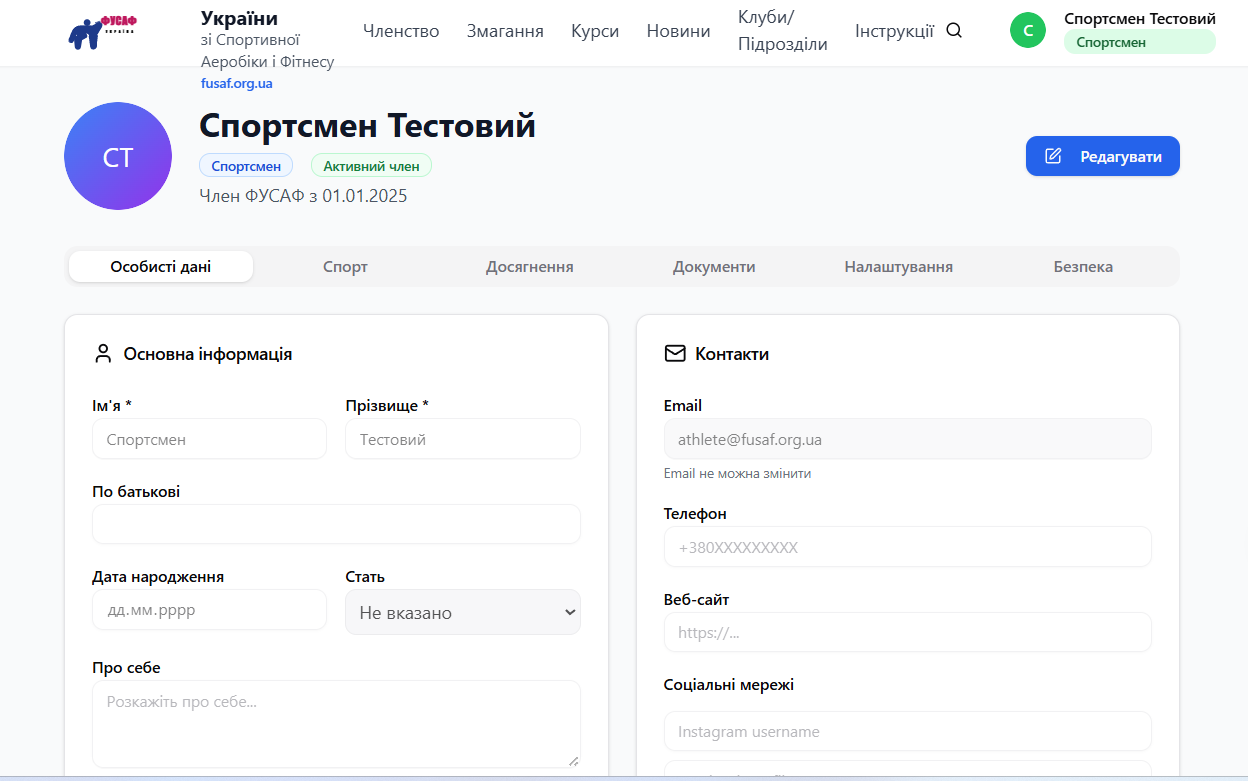 ФУСАФ
УКРАЇНА
України
зі Спортивної
Аеробіки і Фітнесу
fusaf.org.ua
Членство
Змагання
Курси
Новини
Клуби/
Підрозділи
Інструкції
С
Спортсмен Тестовий
Спортсмен
СТ
Спортсмен Тестовий
Спортсмен
Активний член
Член ФУСАФ з 01.01.2025
Редагувати
Особисті дані
Спорт
Досягнення
Документи
Налаштування
Безпека
Основна інформація
Ім'я *
Прізвище *
Спортсмен
Тестовий
По батькові
Дата народження
Стать
дд.мм.рррр
Не вказано
Про себе
Розкажіть про себе...
Контакти
Email
athlete@fusaf.org.ua
Email не можна змінити
Телефон
+380XXXXXXXXX
Веб-сайт
https://...
Соціальні мережі
Instagram username